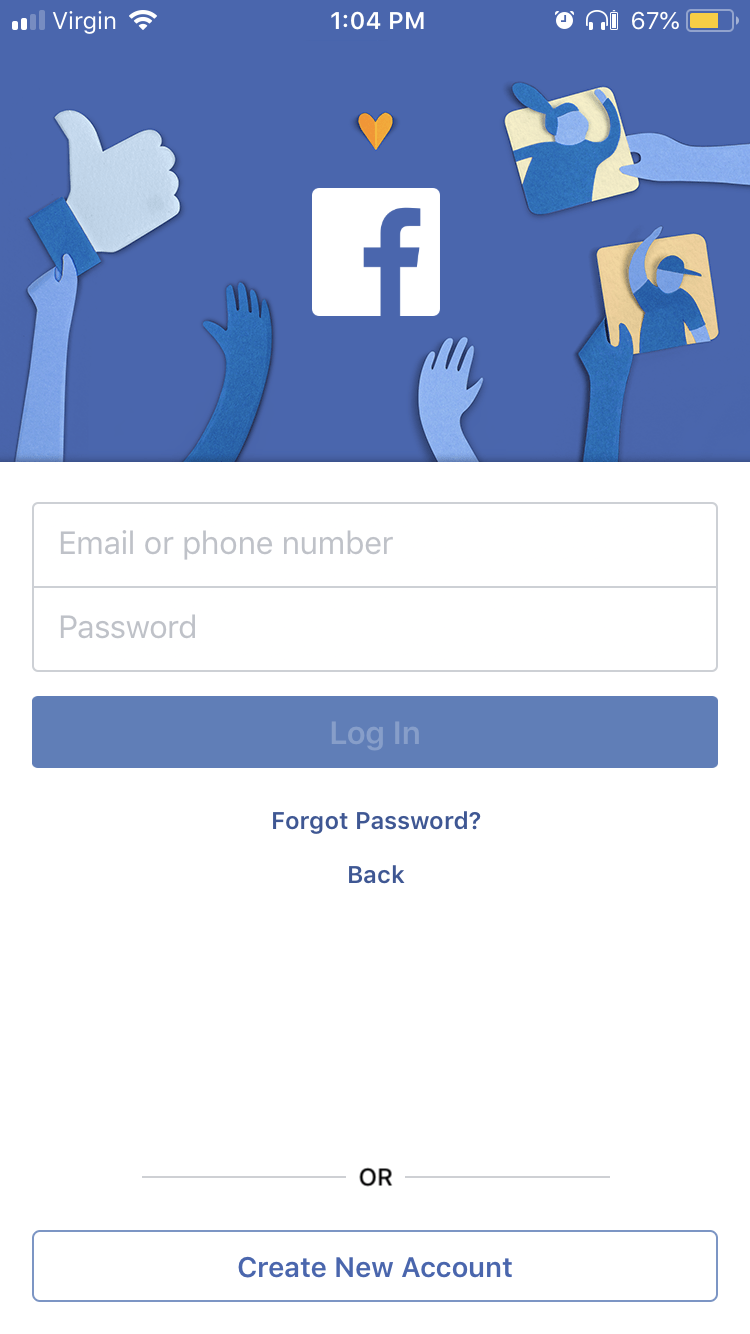 Virgin 1:04 PM 67%
f
Email or phone number
Password
Log In
Forgot Password?
Back
OR
Create New Account